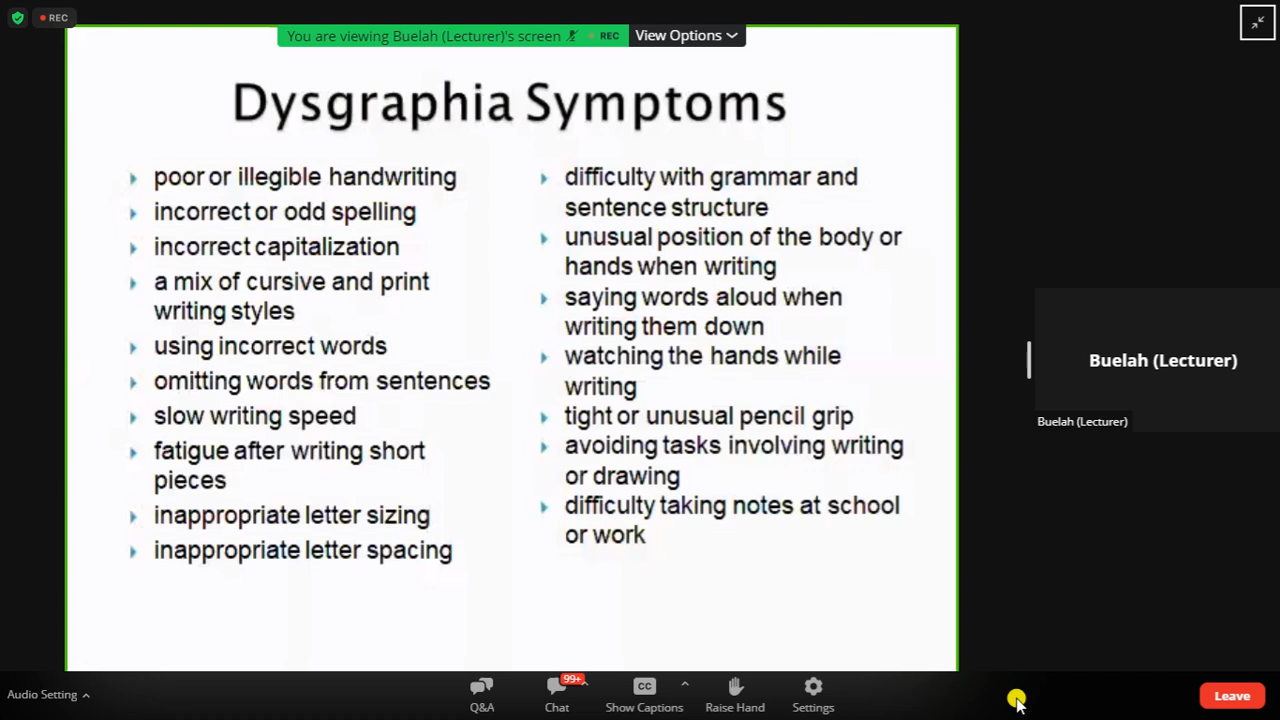 REC
You are viewing Buelah (Lecturer)'s screen
REC
View Options
Dysgraphia Symptoms
poor or illegible handwriting
incorrect or odd spelling
incorrect capitalization
a mix of cursive and print
writing styles
using incorrect words
omitting words from sentences
slow writing speed
fatigue after writing short
pieces
inappropriate letter sizing
inappropriate letter spacing
difficulty with grammar and
sentence structure
unusual position of the body or
hands when writing
saying words aloud when
writing them down
watching the hands while
writing
tight or unusual pencil grip
avoiding tasks involving writing
or drawing
difficulty taking notes at school
or work
Buelah (Lecturer)
Buelah (Lecturer)
Audio Setting
Q&A
99+
Chat
CC
Show Captions
Raise Hand
Settings
Leave